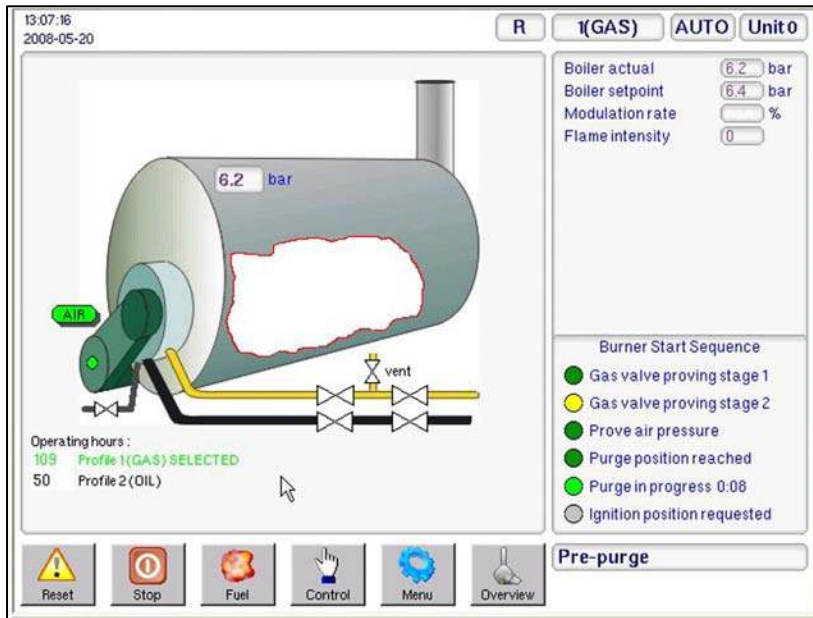 13:07:16
2008-05-20
R
1(GAS)
AUTO
Unit 0
6.2 bar
AIR
vent
Operating hours :
109 Profile 1(GAS) SELECTED
50 Profile 2 (OIL)
Boiler actual 6.2 bar
Boiler setpoint 6.4 bar
Modulation rate %
Flame intensity 0
Burner Start Sequence
Gas valve proving stage 1
Gas valve proving stage 2
Prove air pressure
Purge position reached
Purge in progress 0:08
Ignition position requested
Pre-purge
Reset
Stop
Fuel
Control
Menu
Overview